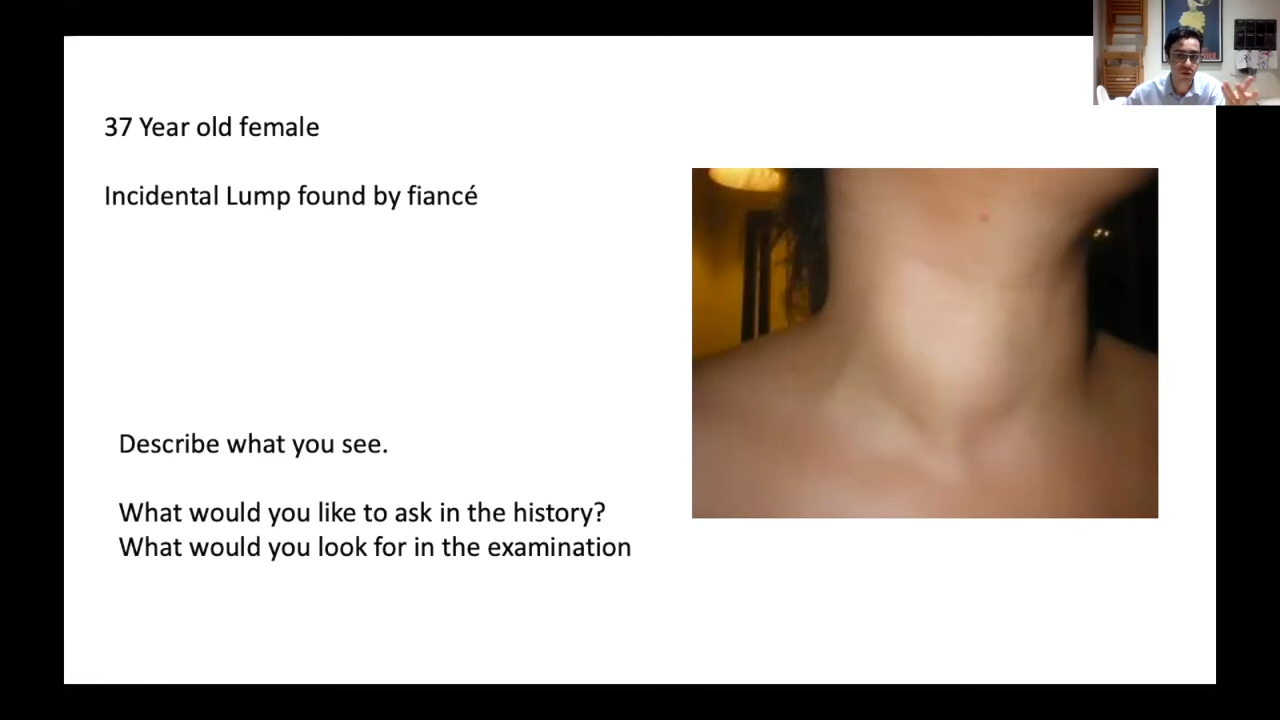 37 Year old female
Incidental Lump found by fiancé
Describe what you see.
What would you like to ask in the history?
What would you look for in the examination